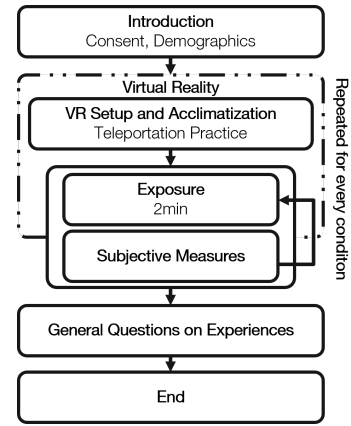 Introduction
Consent, Demographics
Virtual Reality
VR Setup and Acclimatization
Teleportation Practice
Exposure
2min
Subjective Measures
Repeated for every conditon
General Questions on Experiences
End